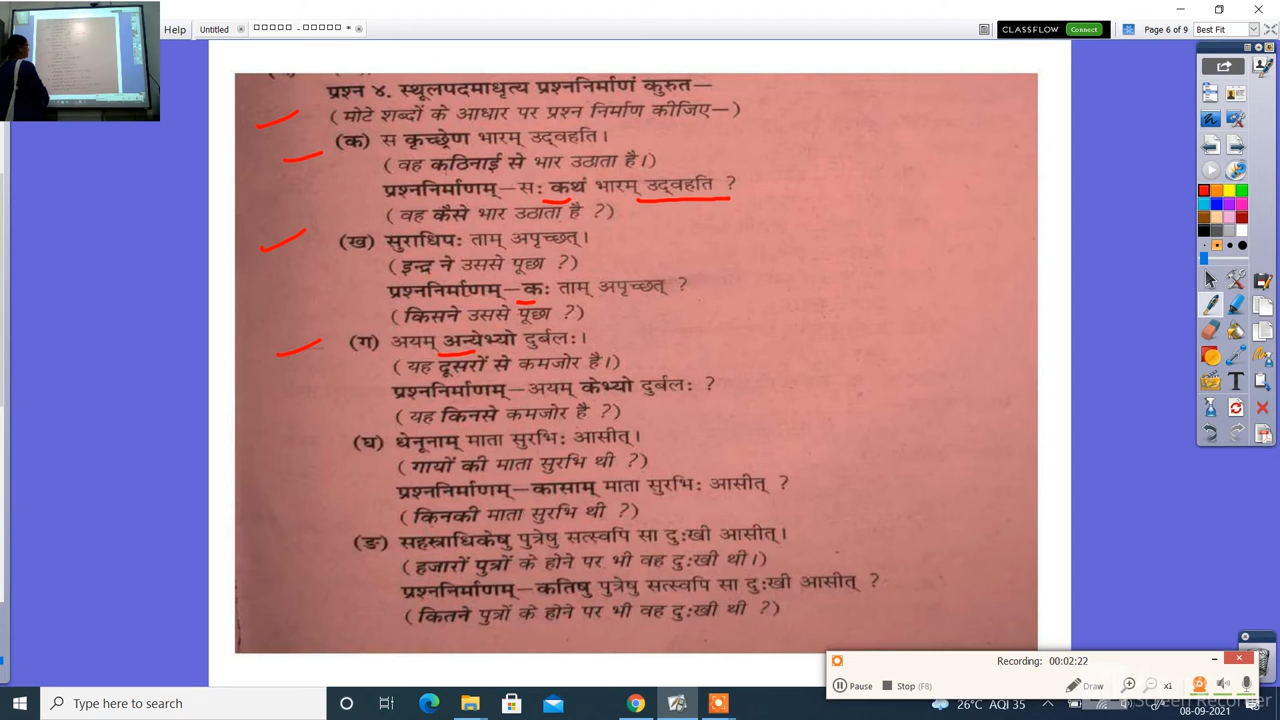 Help Untitled CLASSFLOW Connect Page 6 of 9 Best Fit
प्रश्न ४. स्थूलपदमाधृत्य प्रश्ननिर्माणं कुरुत—
(मोटे शब्दों के आधार पर प्रश्न निर्माण कीजिए—)
(क) स कृच्छ्रेण भारम् उद्वहति।
(वह कठिनाई से भार उठाता है।)
प्रश्ननिर्माणम्—सः कथं भारम् उद्वहति ?
(वह कैसे भार उठाता है ?)
(ख) सुराधिपः ताम् अपृच्छत्।
(इन्द्र ने उससे पूछा ?)
प्रश्ननिर्माणम्—कः ताम् अपृच्छत् ?
(किसने उससे पूछा ?)
(ग) अयम् अन्येभ्यो दुर्बलः।
(यह दूसरों से कमजोर है।)
प्रश्ननिर्माणम्—अयम् केभ्यो दुर्बलः ?
(यह किनसे कमजोर है ?)
(घ) धेनूनाम् माता सुरभिः आसीत्।
(गायों की माता सुरभि थी ?)
प्रश्ननिर्माणम्—कासाम् माता सुरभिः आसीत् ?
(किनकी माता सुरभि थी ?)
(ङ) सहस्त्राधिकेषु पुत्रेषु सत्स्वपि सा दुःखी आसीत्।
(हजारों पुत्रों के होने पर भी वह दुःखी थी।)
प्रश्ननिर्माणम्—कतिषु पुत्रेषु सत्स्वपि सा दुःखी आसीत् ?
(कितने पुत्रों के होने पर भी वह दुःखी थी ?)
Recording: 00:02:22
Pause Stop (F8) Draw x1
Type here to search
26°C AQI 35
08-09-2021